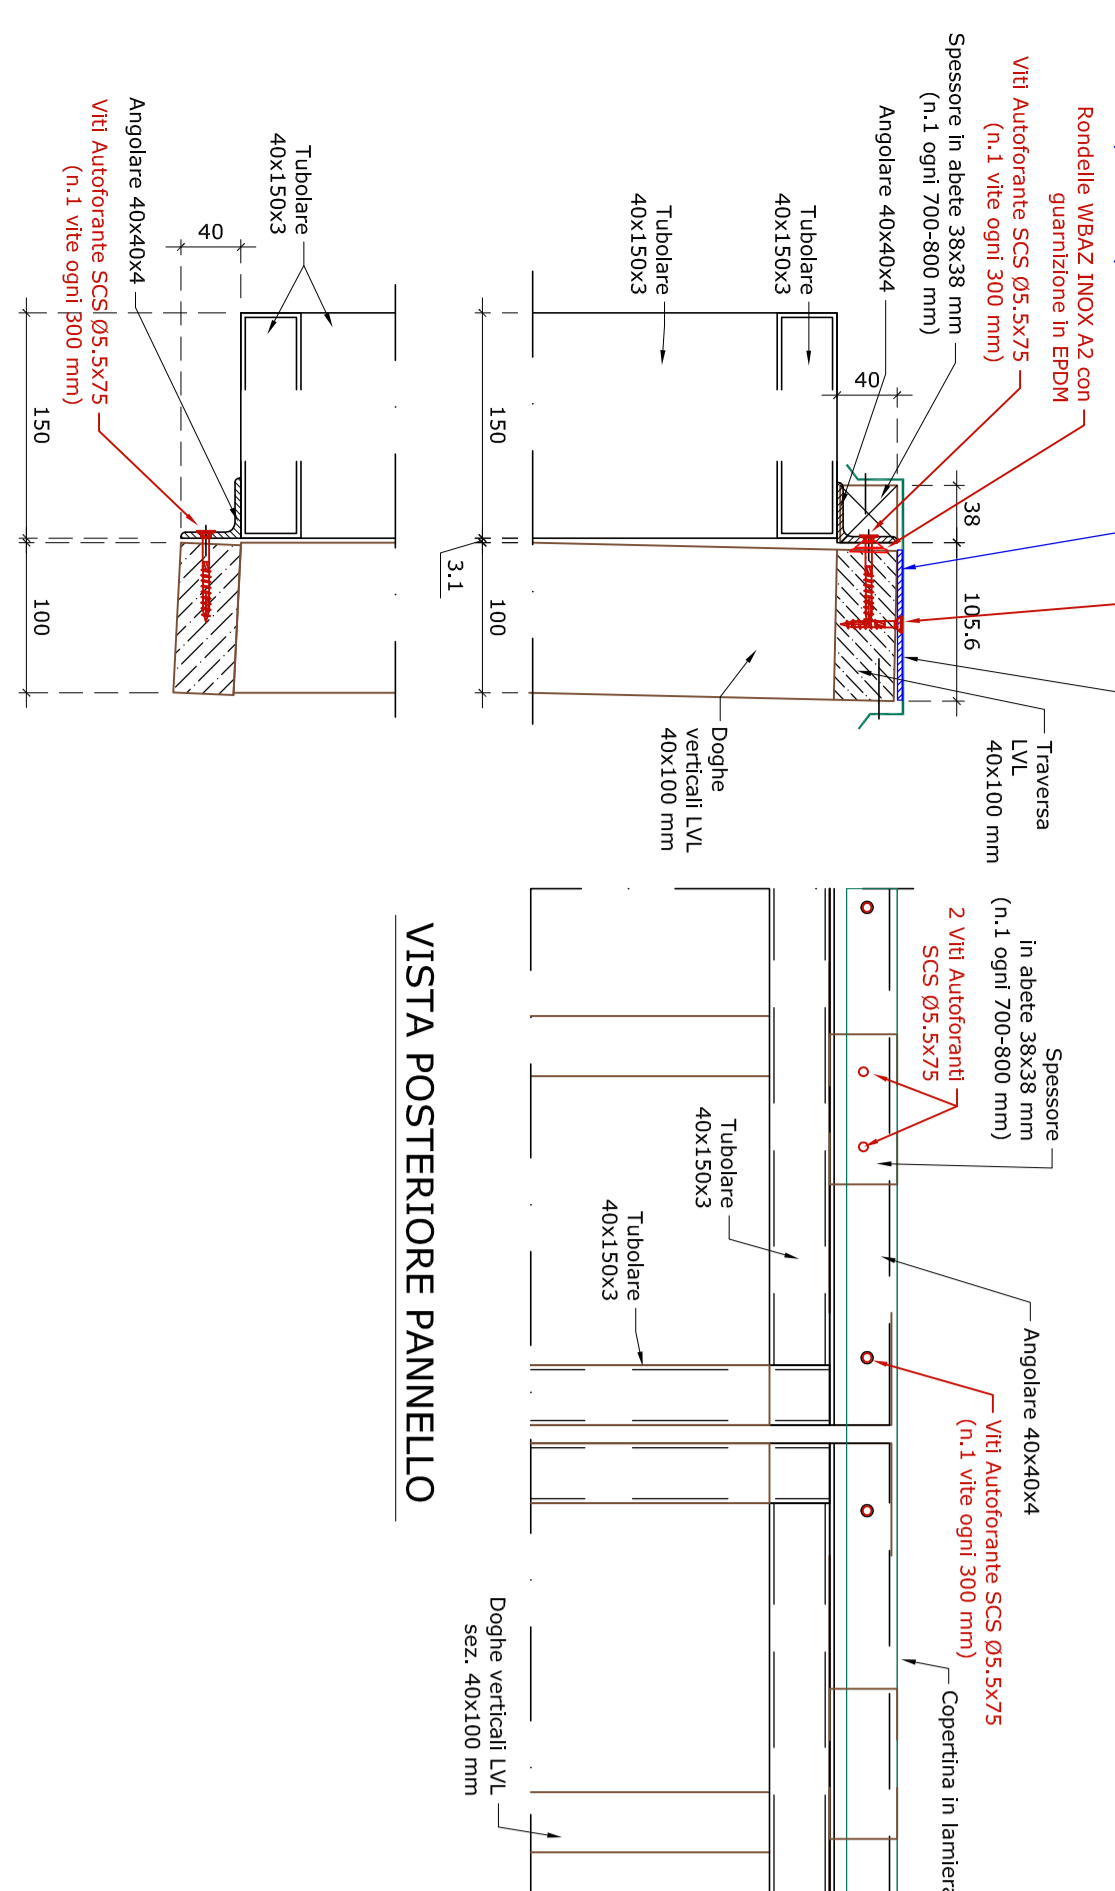 Rondelle WBAZ INOX A2 con
guarnizione in EPDM
Viti Autoforante SCS Ø5.5x75
(n.1 vite ogni 300 mm)
Spessore in abete 38x38 mm
(n.1 ogni 700-800 mm)
Angolare 40x40x4
Tubolare
40x150x3
Tubolare
40x150x3
40
38
105.6
Traversa
LVL
40x100 mm
Doghe
verticali LVL
40x100 mm
150
100
3.1
Tubolare
40x150x3
Angolare 40x40x4
Viti Autoforante SCS Ø5.5x75
(n.1 vite ogni 300 mm)
40
150
100
Spessore
in abete 38x38 mm
(n.1 ogni 700-800 mm)
2 Viti Autoforanti
SCS Ø5.5x75
Angolare 40x40x4
Viti Autoforante SCS Ø5.5x75
(n.1 vite ogni 300 mm)
Copertina in lamiera
Tubolare
40x150x3
Tubolare
40x150x3
Doghe verticali LVL
sez. 40x100 mm
VISTA POSTERIORE PANNELLO